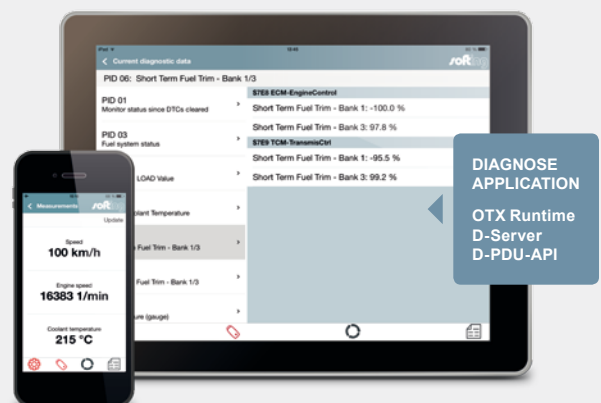 iPad
10:40
Current diagnostic data
softing
PID 06: Short Term Fuel Trim - Bank 1/3
PID 01
Monitor status since DTCs cleared
PID 03
Fuel system status
LOAD Value
Coolant Temperature
Fuel Trim - Bank 1/3
Fuel Trim - Bank 1/3
(gauge)
$7E8 ECM-EngineControl
Short Term Fuel Trim - Bank 1: -100.0 %
Short Term Fuel Trim - Bank 3: 97.8 %
$7E9 TCM-TransmisCtrl
Short Term Fuel Trim - Bank 1: -95.5 %
Short Term Fuel Trim - Bank 3: 99.2 %
Measurements
softing
Update
Speed
100 km/h
Engine speed
16383 1/min
Coolant temperature
215 °C
DIAGNOSE
APPLICATION
OTX Runtime
D-Server
D-PDU-API